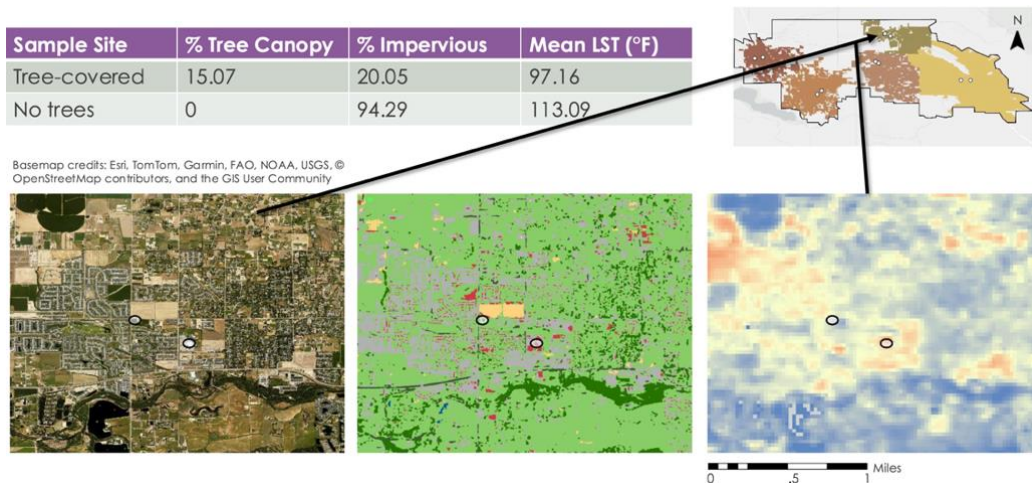 Sample Site % Tree Canopy % Impervious Mean LST (°F)
Tree-covered 15.07 20.05 97.16
No trees 0 94.29 113.09
N
Basemap credits: Esri, TomTom, Garmin, FAO, NOAA, USGS, ©
OpenStreetMap contributors, and the GIS User Community
Miles
0 .5 1